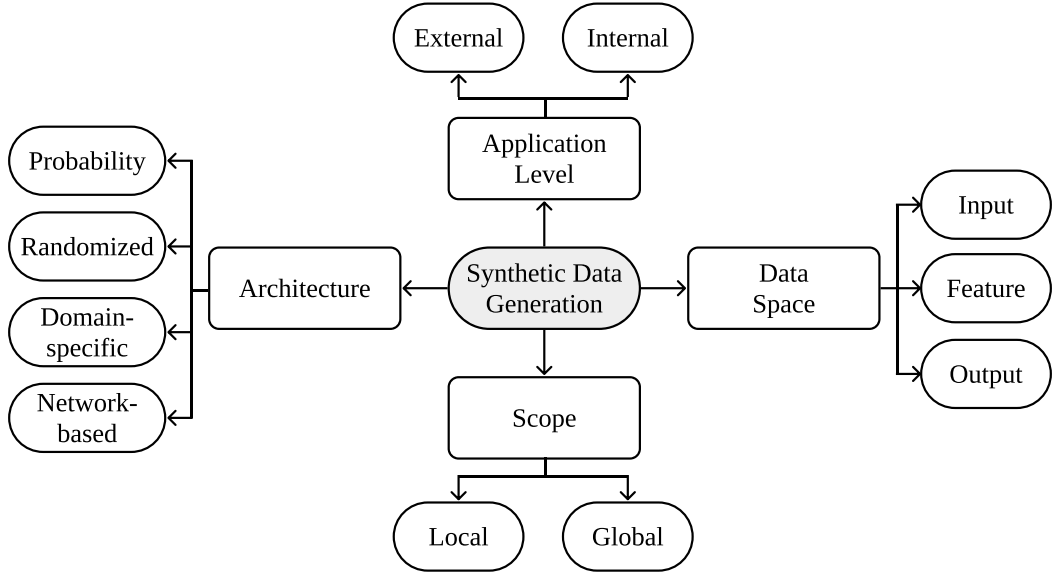 External
Internal
Application
Level
Probability
Randomized
Domain-
specific
Network-
based
Architecture
Synthetic Data
Generation
Data
Space
Input
Feature
Output
Scope
Local
Global